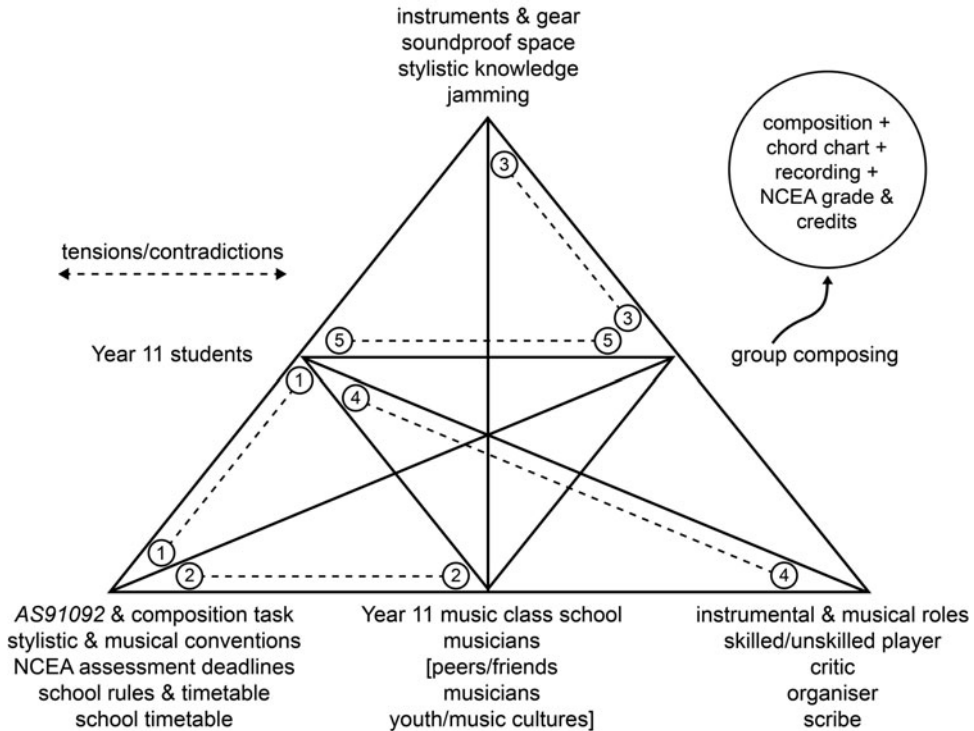 instruments & gear
soundproof space
stylistic knowledge
jamming
composition +
chord chart +
recording +
NCEA grade &
credits
3
tensions/contradictions
3
5
5
Year 11 students
group composing
1
4
1
2
2
4
AS91092 & composition task
stylistic & musical conventions
NCEA assessment deadlines
school rules & timetable
school timetable
Year 11 music class school
musicians
[peers/friends
musicians
youth/music cultures]
instrumental & musical roles
skilled/unskilled player
critic
organiser
scribe